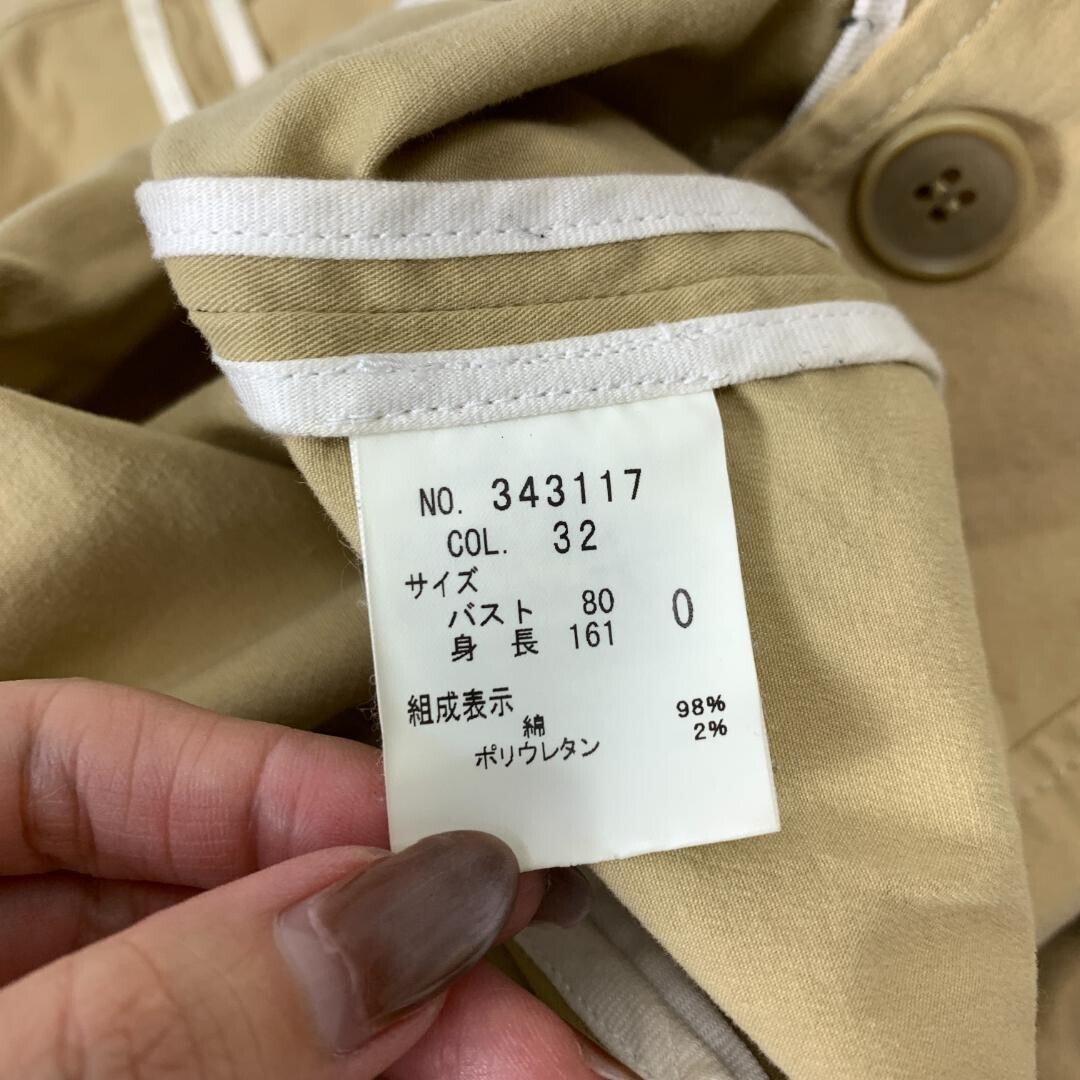 NO. 343117
COL. 32
サイズ
バスト 80 0
身 長 161
組成表示
綿 98%
ポリウレタン 2%